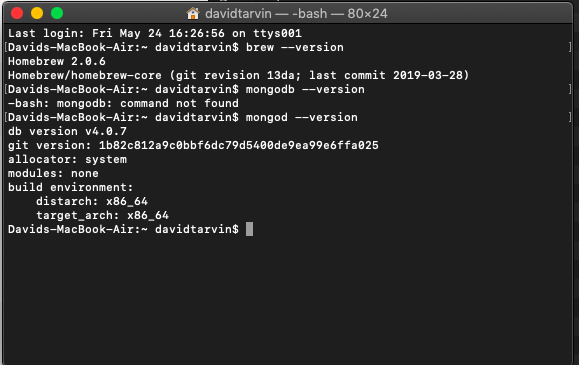 davidtarvin — -bash — 80×24
Last login: Fri May 24 16:26:56 on ttys001
[Davids-MacBook-Air:~ davidtarvin$ brew --version ]
Homebrew 2.0.6
Homebrew/homebrew-core (git revision 13da; last commit 2019-03-28)
[Davids-MacBook-Air:~ davidtarvin$ mongodb --version ]
-bash: mongodb: command not found
[Davids-MacBook-Air:~ davidtarvin$ mongod --version ]
db version v4.0.7
git version: 1b82c812a9c0bbf6dc79d5400de9ea99e6ffa025
allocator: system
modules: none
build environment:
    distarch: x86_64
    target_arch: x86_64
Davids-MacBook-Air:~ davidtarvin$